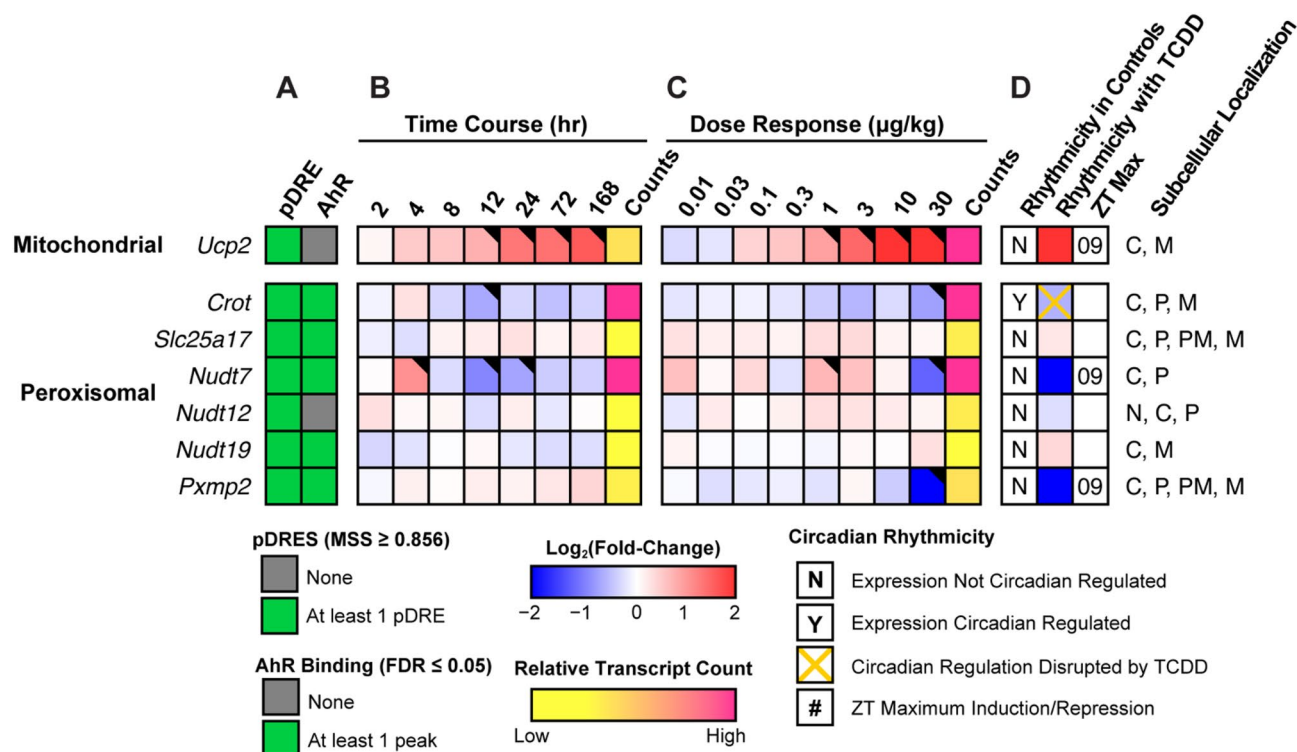 A B C D
Time Course (hr) Dose Response (µg/kg)
pDRE AhR 2 4 8 12 24 72 168 Counts 0.01 0.03 0.1 0.3 1 3 10 30 Counts Rhythmicity in Controls Rhythmicity with TCDD ZT Max Subcellular Localization
Mitochondrial Ucp2 N 09 C, M
Crot Y C, P, M
Slc25a17 N C, P, PM, M
Nudt7 N 09 C, P
Peroxisomal
Nudt12 N N, C, P
Nudt19 N C, M
Pxmp2 N 09 C, P, PM, M
pDRES (MSS ≥ 0.856)
None
At least 1 pDRE
AhR Binding (FDR ≤ 0.05)
None
At least 1 peak
Log₂(Fold-Change)
−2 −1 0 1 2
Relative Transcript Count
Low High
Circadian Rhythmicity
N Expression Not Circadian Regulated
Y Expression Circadian Regulated
Circadian Regulation Disrupted by TCDD
# ZT Maximum Induction/Repression